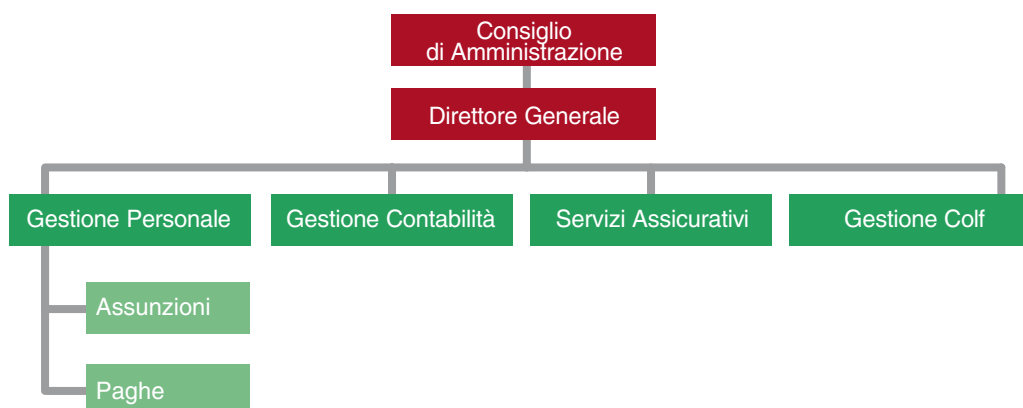 Consiglio
di Amministrazione
Direttore Generale
Gestione Personale
Gestione Contabilità
Servizi Assicurativi
Gestione Colf
Assunzioni
Paghe